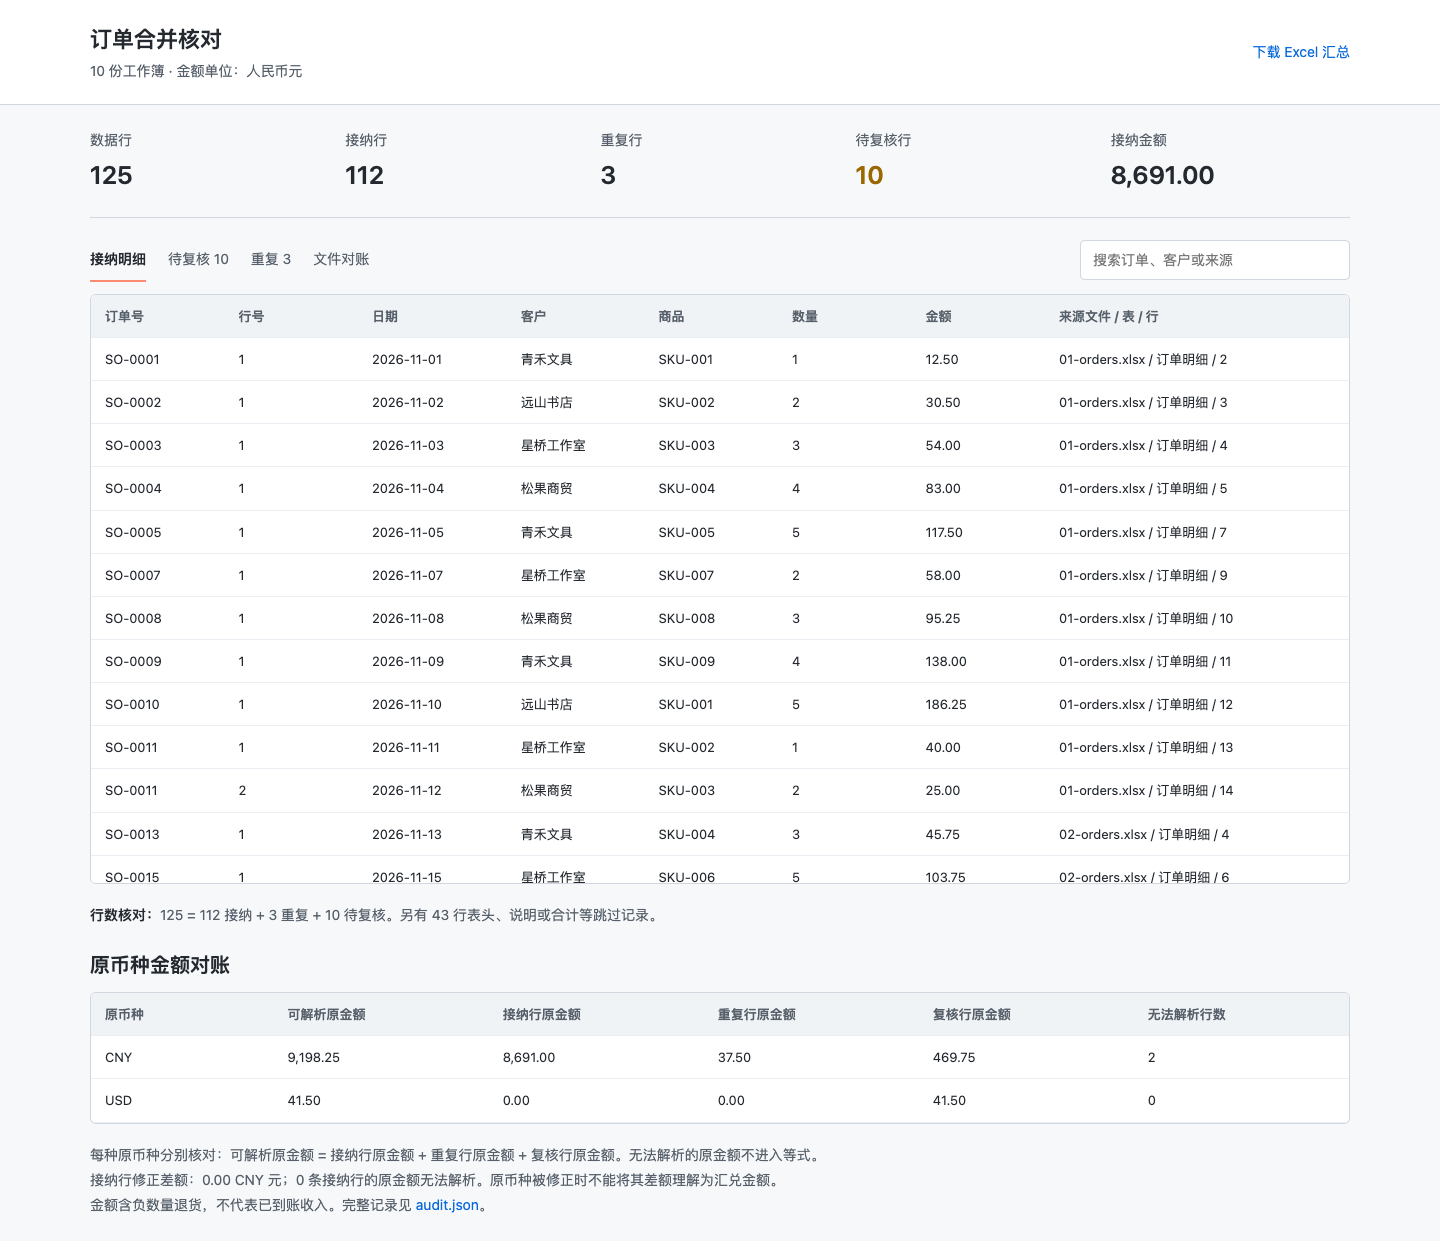 订单合并核对
10 份工作簿 · 金额单位：人民币元
下载 Excel 汇总
数据行 接纳行 重复行 待复核行 接纳金额
125 112 3 10 8,691.00
接纳明细 待复核 10 重复 3 文件对账 搜索订单、客户或来源
订单号 行号 日期 客户 商品 数量 金额 来源文件 / 表 / 行
SO-0001 1 2026-11-01 青禾文具 SKU-001 1 12.50 01-orders.xlsx / 订单明细 / 2
SO-0002 1 2026-11-02 远山书店 SKU-002 2 30.50 01-orders.xlsx / 订单明细 / 3
SO-0003 1 2026-11-03 星桥工作室 SKU-003 3 54.00 01-orders.xlsx / 订单明细 / 4
SO-0004 1 2026-11-04 松果商贸 SKU-004 4 83.00 01-orders.xlsx / 订单明细 / 5
SO-0005 1 2026-11-05 青禾文具 SKU-005 5 117.50 01-orders.xlsx / 订单明细 / 7
SO-0007 1 2026-11-07 星桥工作室 SKU-007 2 58.00 01-orders.xlsx / 订单明细 / 9
SO-0008 1 2026-11-08 松果商贸 SKU-008 3 95.25 01-orders.xlsx / 订单明细 / 10
SO-0009 1 2026-11-09 青禾文具 SKU-009 4 138.00 01-orders.xlsx / 订单明细 / 11
SO-0010 1 2026-11-10 远山书店 SKU-001 5 186.25 01-orders.xlsx / 订单明细 / 12
SO-0011 1 2026-11-11 星桥工作室 SKU-002 1 40.00 01-orders.xlsx / 订单明细 / 13
SO-0011 2 2026-11-12 松果商贸 SKU-003 2 25.00 01-orders.xlsx / 订单明细 / 14
SO-0013 1 2026-11-13 青禾文具 SKU-004 3 45.75 02-orders.xlsx / 订单明细 / 4
SO-0015 1 2026-11-15 星桥工作室 SKU-006 5 103.75 02-orders.xlsx / 订单明细 / 6
行数核对：125 = 112 接纳 + 3 重复 + 10 待复核。另有 43 行表头、说明或合计等跳过记录。
原币种金额对账
原币种 可解析原金额 接纳行原金额 重复行原金额 复核行原金额 无法解析行数
CNY 9,198.25 8,691.00 37.50 469.75 2
USD 41.50 0.00 0.00 41.50 0
每种原币种分别核对：可解析原金额 = 接纳行原金额 + 重复行原金额 + 复核行原金额。无法解析的原金额不进入等式。
接纳行修正差额：0.00 CNY 元；0 条接纳行的原金额无法解析。原币种被修正时不能将其差额理解为汇兑金额。
金额含负数量退货，不代表已到账收入。完整记录见 audit.json。